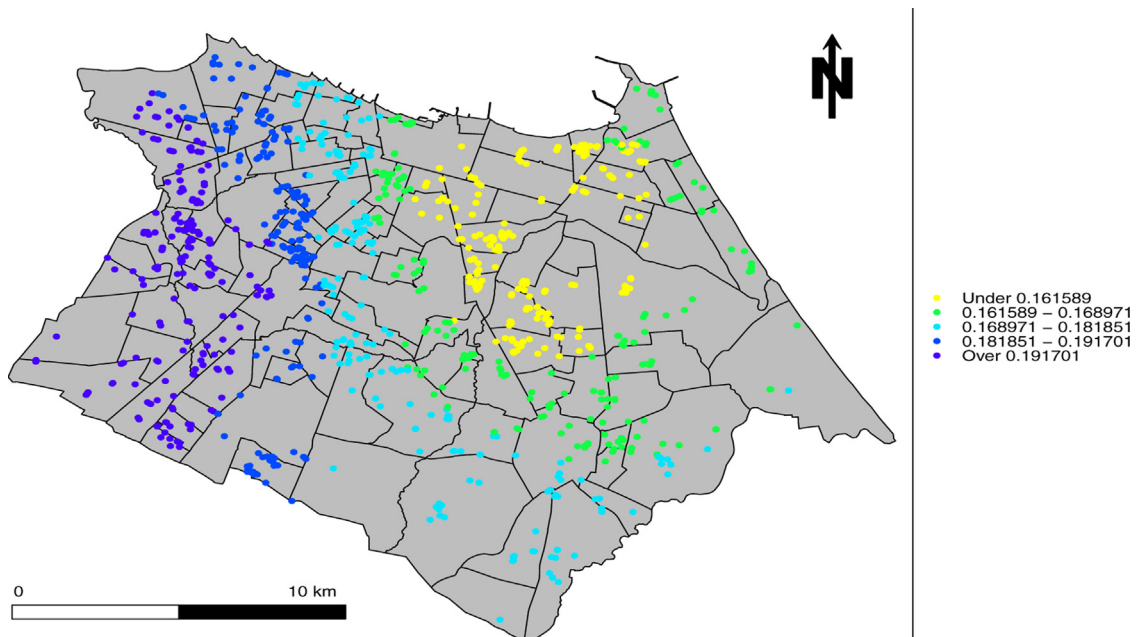 N
Under 0.161589
0.161589 – 0.168971
0.168971 – 0.181851
0.181851 – 0.191701
Over 0.191701
0 10 km